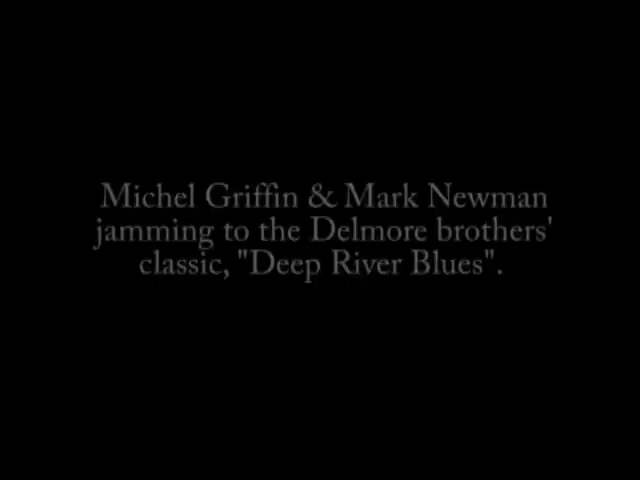 Michel Griffin & Mark Newman
jamming to the Delmore brothers'
classic, "Deep River Blues".